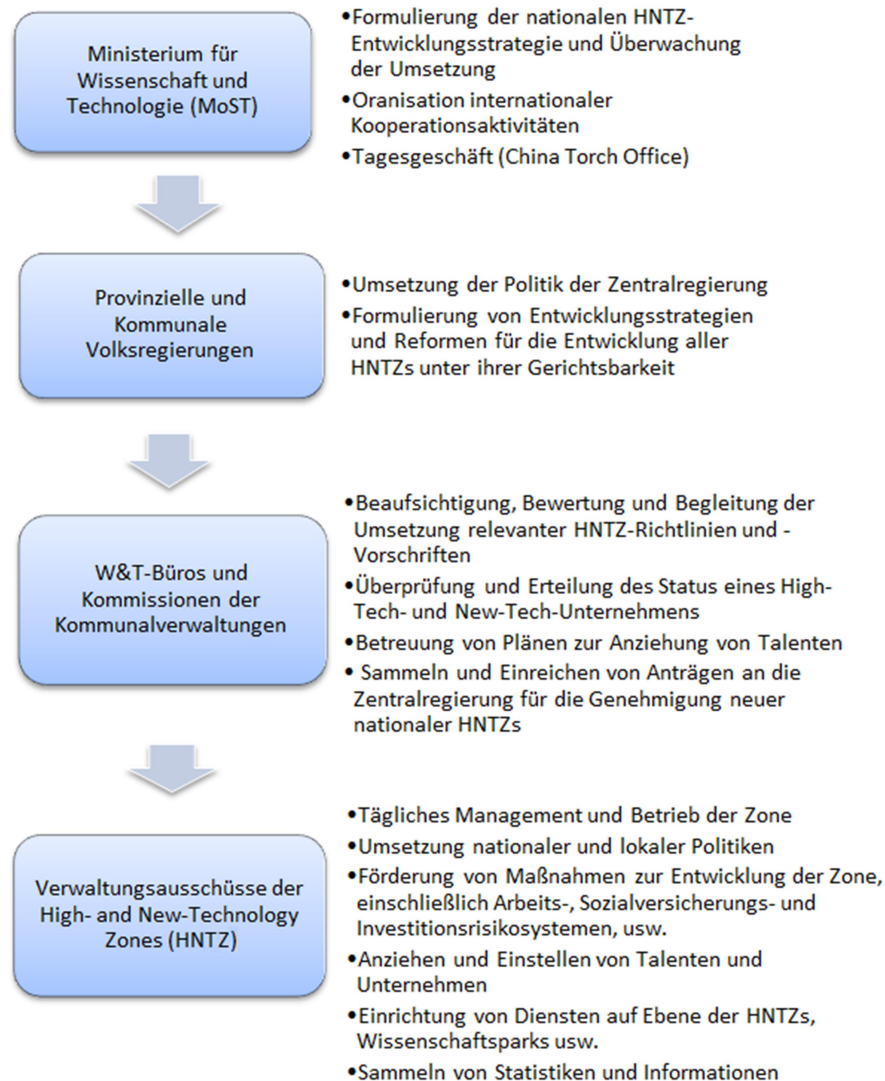 Ministerium für
Wissenschaft und
Technologie (MoST)
•Formulierung der nationalen HNTZ-
Entwicklungsstrategie und Überwachung
der Umsetzung
•Oranisation internationaler
Kooperationsaktivitäten
•Tagesgeschäft (China Torch Office)
Provinzielle und
Kommunale
Volksregierungen
•Umsetzung der Politik der Zentralregierung
•Formulierung von Entwicklungsstrategien
und Reformen für die Entwicklung aller
HNTZs unter ihrer Gerichtsbarkeit
W&T-Büros und
Kommissionen der
Kommunalverwaltungen
•Beaufsichtigung, Bewertung und Begleitung der
Umsetzung relevanter HNTZ-Richtlinien und -
Vorschriften
•Überprüfung und Erteilung des Status eines High-
Tech- und New-Tech-Unternehmens
•Betreuung von Plänen zur Anziehung von Talenten
• Sammeln und Einreichen von Anträgen an die
Zentralregierung für die Genehmigung neuer
nationaler HNTZs
Verwaltungsausschüsse der
High- and New-Technology
Zones (HNTZ)
•Tägliches Management und Betrieb der Zone
•Umsetzung nationaler und lokaler Politiken
•Förderung von Maßnahmen zur Entwicklung der Zone,
einschließlich Arbeits-, Sozialversicherungs- und
Investitionsrisikosystemen, usw.
•Anziehen und Einstellen von Talenten und
Unternehmen
•Einrichtung von Diensten auf Ebene der HNTZs,
Wissenschaftsparks usw.
•Sammeln von Statistiken und Informationen